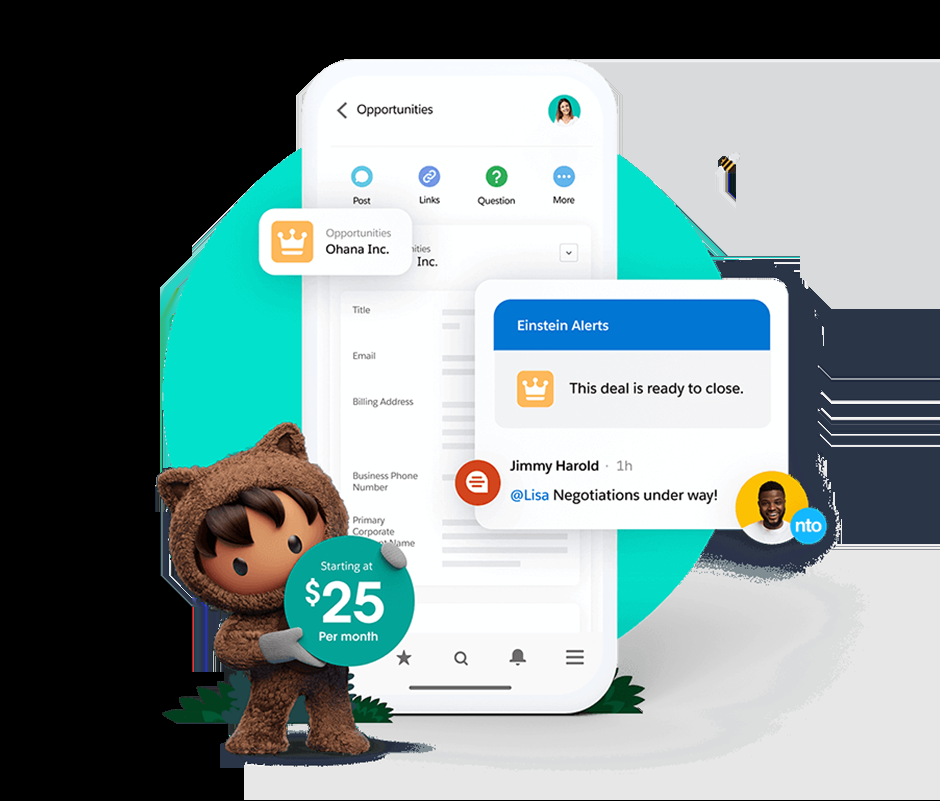 Opportunities
Post
Links
Question
More
Opportunities
Ohana Inc.
ities
Inc.
Title
Email
Billing Address
Business Phone
Number
Primary
Corporate
Name
Einstein Alerts
This deal is ready to close.
Jimmy Harold · 1h
@Lisa Negotiations under way!
nto
Starting at
$25
Per month